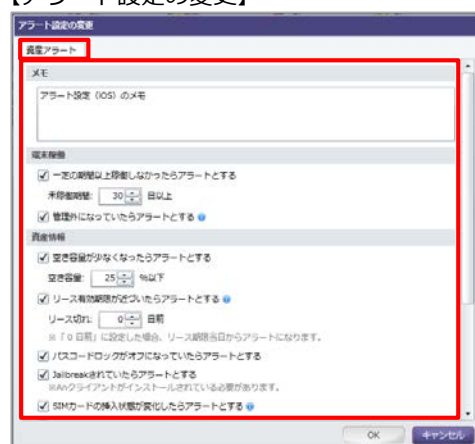 【アラート設定の変更】
アラート設定の変更
資産アラート
メモ
アラート設定（iOS）のメモ
端末稼働
一定の期間以上稼働しなかったらアラートとする
未稼働期間: 30 日以上
管理外になっていたらアラートとする
資産情報
空き容量が少なくなったらアラートとする
空き容量: 25 %以下
リース有効期限が近づいたらアラートとする
リース切れ: 0 日前
※「０日前」に設定した場合、リース期限当日からアラートになります。
パスコードロックがオフになっていたらアラートとする
Jailbreakされていたらアラートとする
※Anクライアントがインストールされている必要があります。
SIMカードの挿入状態が変化したらアラートとする
OK キャンセル